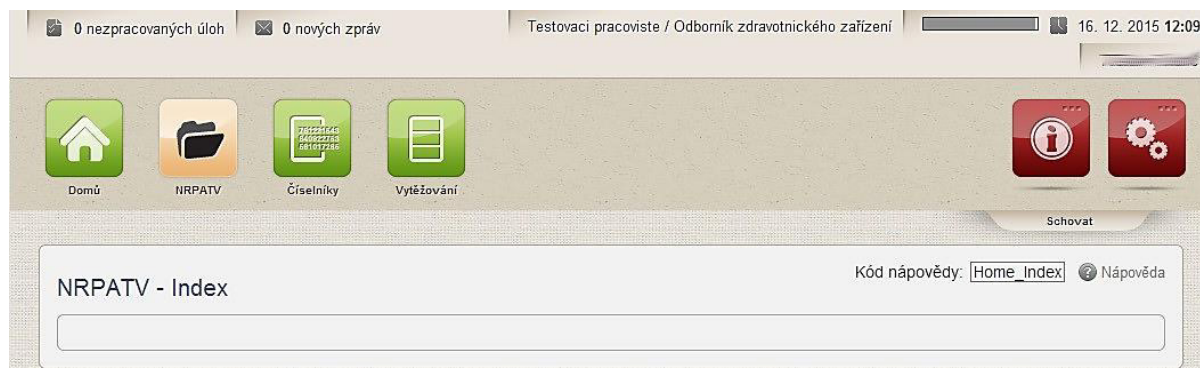 0 nezpracovaných úloh
0 nových zpráv
Testovaci pracoviste / Odborník zdravotnického zařízení
16. 12. 2015 12:09
Domů
NRPATV
Číselníky
Vytěžování
Schovat
NRPATV - Index
Kód nápovědy: Home_Index
Nápověda